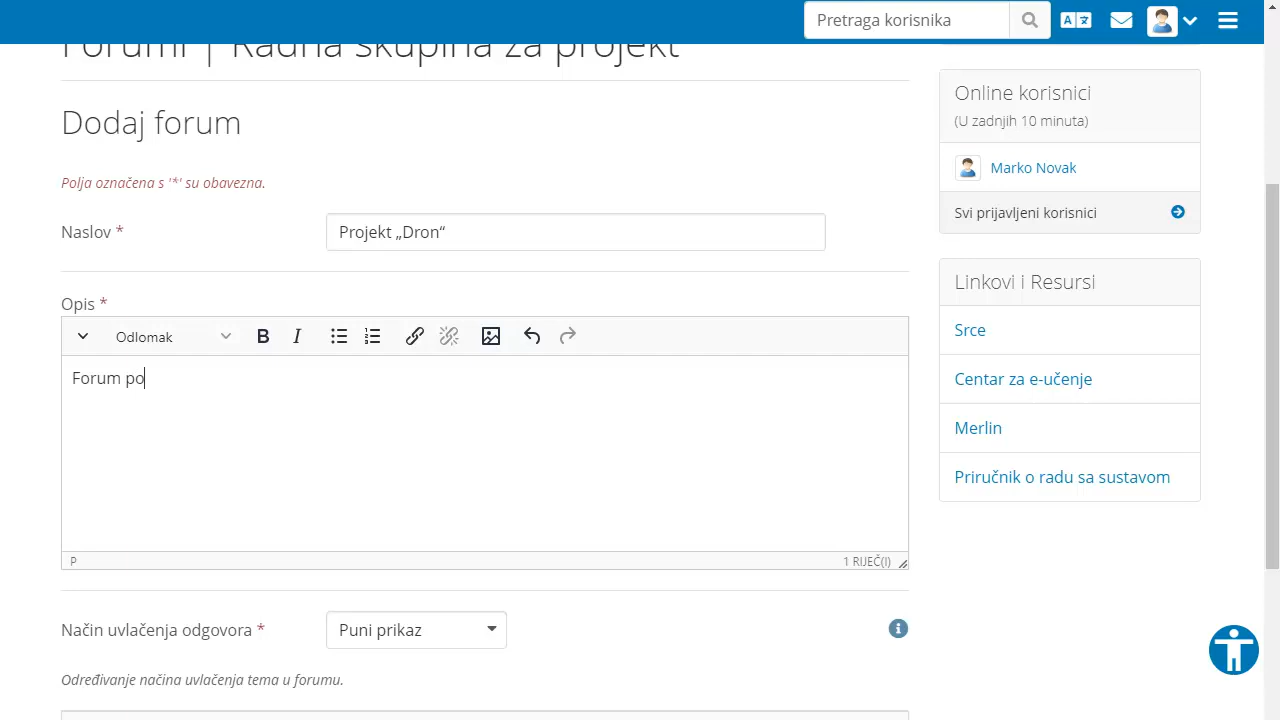 Pretraga korisnika
Forumi | Radna skupina za projekt
Dodaj forum
Polja označena s '*' su obavezna.
Naslov *
Projekt „Dron“
Opis *
Odlomak
B
I
Forum po
P
1 RIJEČ(I)
Način uvlačenja odgovora *
Puni prikaz
Određivanje načina uvlačenja tema u forumu.
Online korisnici
(U zadnjih 10 minuta)
Marko Novak
Svi prijavljeni korisnici
Linkovi i Resursi
Srce
Centar za e-učenje
Merlin
Priručnik o radu sa sustavom